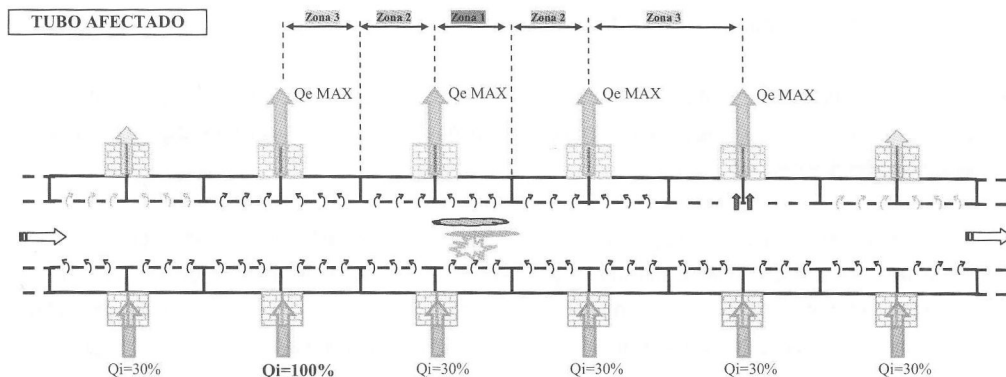 TUBO AFECTADO
Zona 3 Zona 2 Zona 1 Zona 2 Zona 3
Qe MAX Qe MAX Qe MAX Qe MAX
Qi=30% Qi=100% Qi=30% Qi=30% Qi=30% Qi=30%